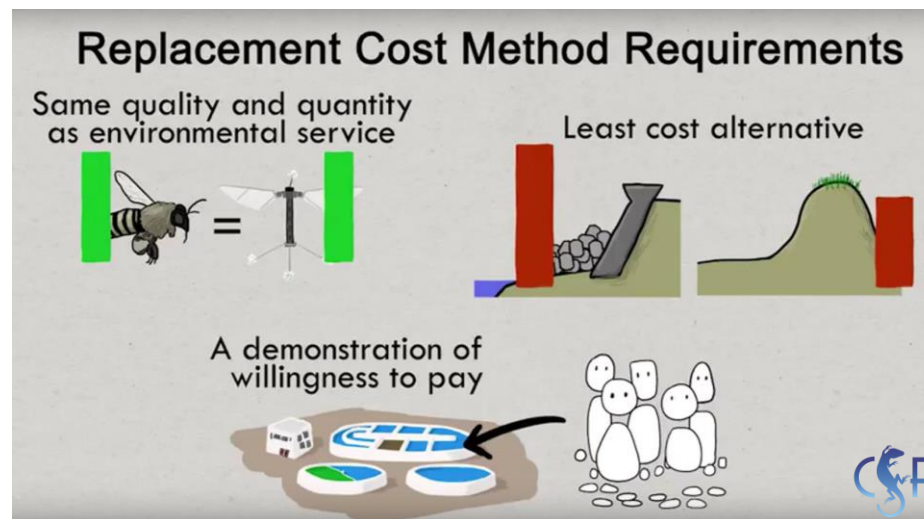 Replacement Cost Method Requirements
Same quality and quantity
as environmental service
=
Least cost alternative
A demonstration of
willingness to pay